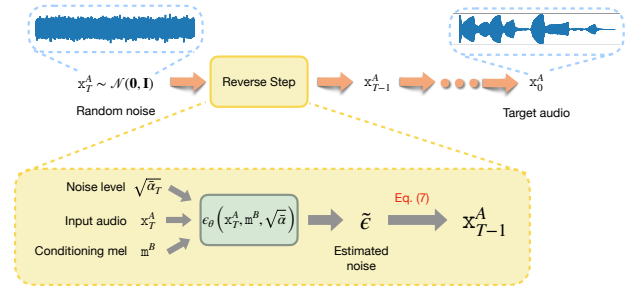 x_T^A ~ 𝒩(0, I)
Reverse Step
x_{T−1}^A
x_0^A
Random noise
Target audio
Noise level √ᾱ_T
Input audio x_T^A
Conditioning mel m^B
ϵ_θ(x_T^A, m^B, √ᾱ)
ϵ̃
Estimated
noise
Eq. (7)
x_{T−1}^A